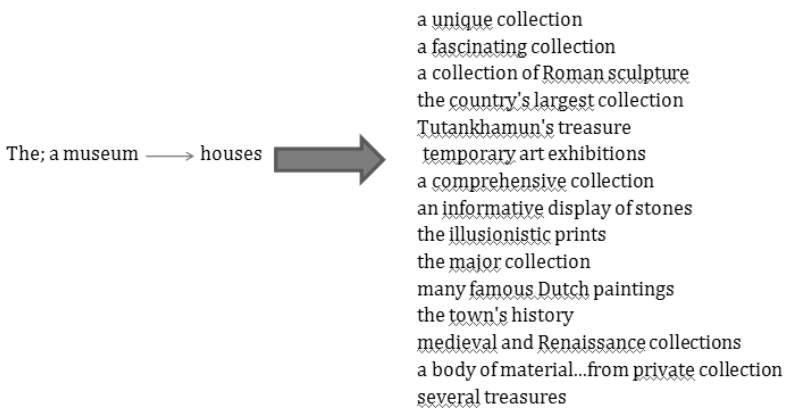 The; a museum houses
a unique collection
a fascinating collection
a collection of Roman sculpture
the country's largest collection
Tutankhamun's treasure
temporary art exhibitions
a comprehensive collection
an informative display of stones
the illusionistic prints
the major collection
many famous Dutch paintings
the town's history
medieval and Renaissance collections
a body of material...from private collection
several treasures